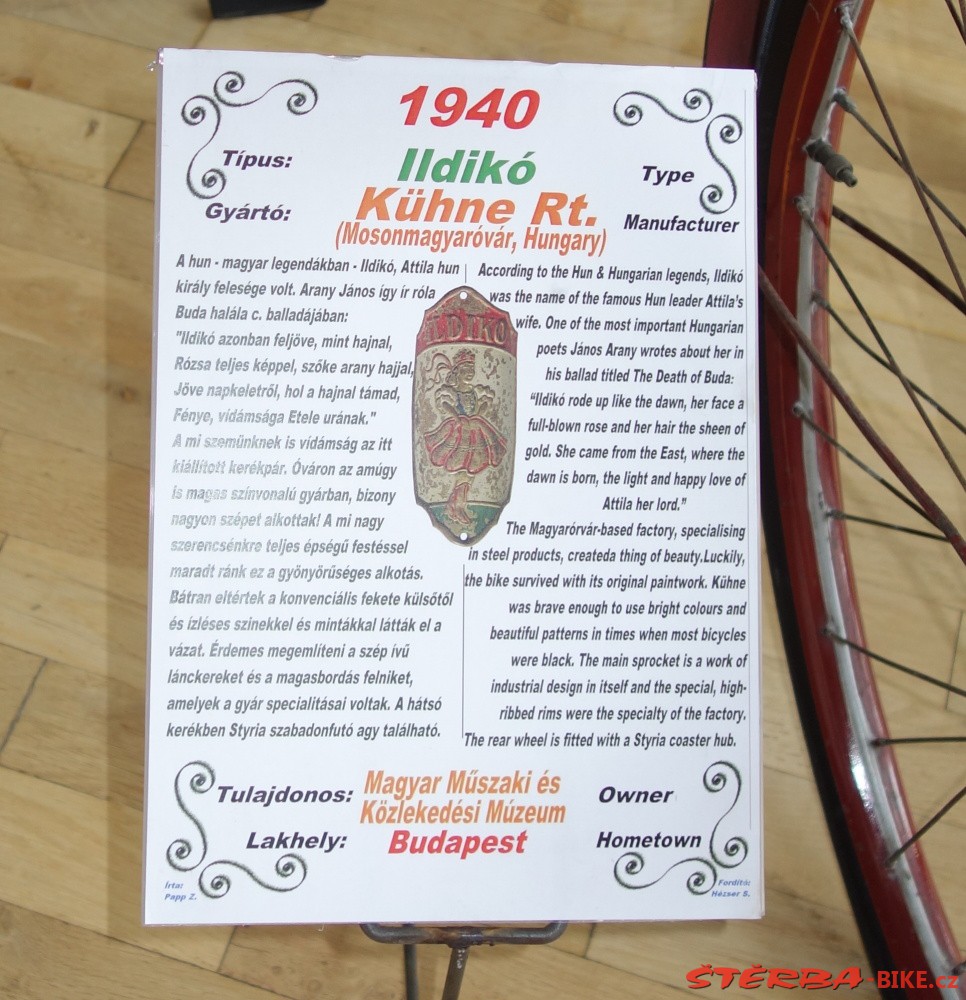 1940
Típus:
Ildikó
Type
Gyártó:
Kühne Rt.
Manufacturer
(Mosonmagyaróvár, Hungary)
A hun - magyar legendákban - Ildikó, Attila hun
király felesége volt. Arany János így ír róla
Buda halála c. balladájában:
"Ildikó azonban feljöve, mint hajnal,
Rózsa teljes képpel, szőke arany hajjal,
Jöve napkeletről, hol a hajnal támad,
Fénye, vídámsága Etele urának."
A mi szemünknek is vidámság az itt
kiállított kerékpár. Óváron az amúgy
is magas színvonalú gyárban, bizony
nagyon szépet alkottak! A mi nagy
szerencsénkre teljes épségű festéssel
maradt ránk ez a gyönyörűséges alkotás.
Bátran eltértek a konvenciális fekete külsőtől
és ízléses szinekkel és mintákkal látták el a
vázat. Érdemes megemlíteni a szép ívű
lánckereket és a magasbordás felniket,
amelyek a gyár specialitásai voltak. A hátsó
kerékben Styria szabadonfutó agy található.
According to the Hun & Hungarian legends, Ildikó
was the name of the famous Hun leader Attila's
wife. One of the most important Hungarian
poets János Arany wrotes about her in
his ballad titled The Death of Buda:
“Ildikó rode up like the dawn, her face a
full-blown rose and her hair the sheen of
gold. She came from the East, where the
dawn is born, the light and happy love of
Attila her lord.”
The Magyarórvár-based factory, specialising
in steel products, createda thing of beauty.Luckily,
the bike survived with its original paintwork. Kühne
was brave enough to use bright colours and
beautiful patterns in times when most bicycles
were black. The main sprocket is a work of
industrial design in itself and the special, high-
ribbed rims were the specialty of the factory.
The rear wheel is fitted with a Styria coaster hub.
ILDIKÓ
Tulajdonos:
Magyar Műszaki és
Közlekedési Múzeum
Owner
Lakhely:
Budapest
Hometown
Írta:
Papp Z.
Fordító:
Nézser S.
ŠTĚRBA-BIKE.cz